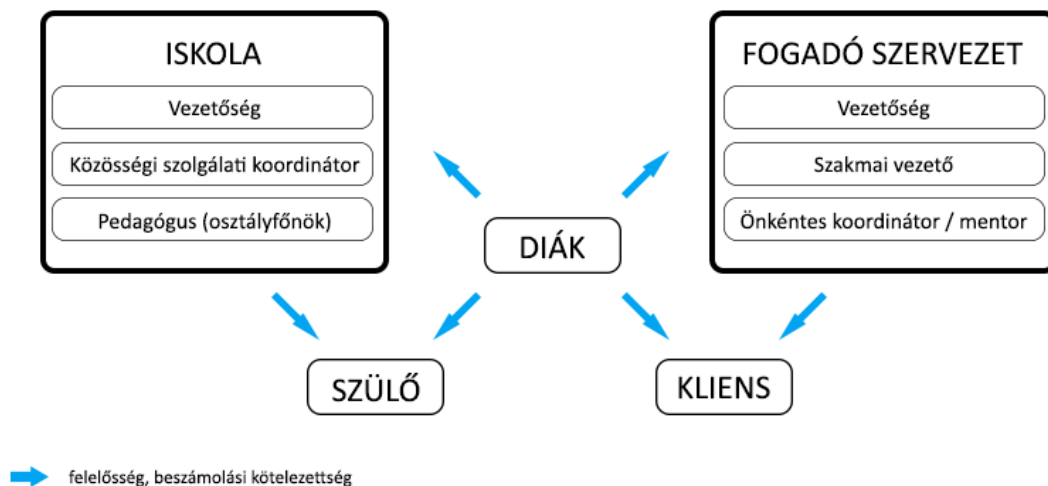 ISKOLA
Vezetőség
Közösségi szolgálati koordinátor
Pedagógus (osztályfőnök)
FOGADÓ SZERVEZET
Vezetőség
Szakmai vezető
Önkéntes koordinátor / mentor
DIÁK
SZÜLŐ
KLIENS
felelősség, beszámolási kötelezettség